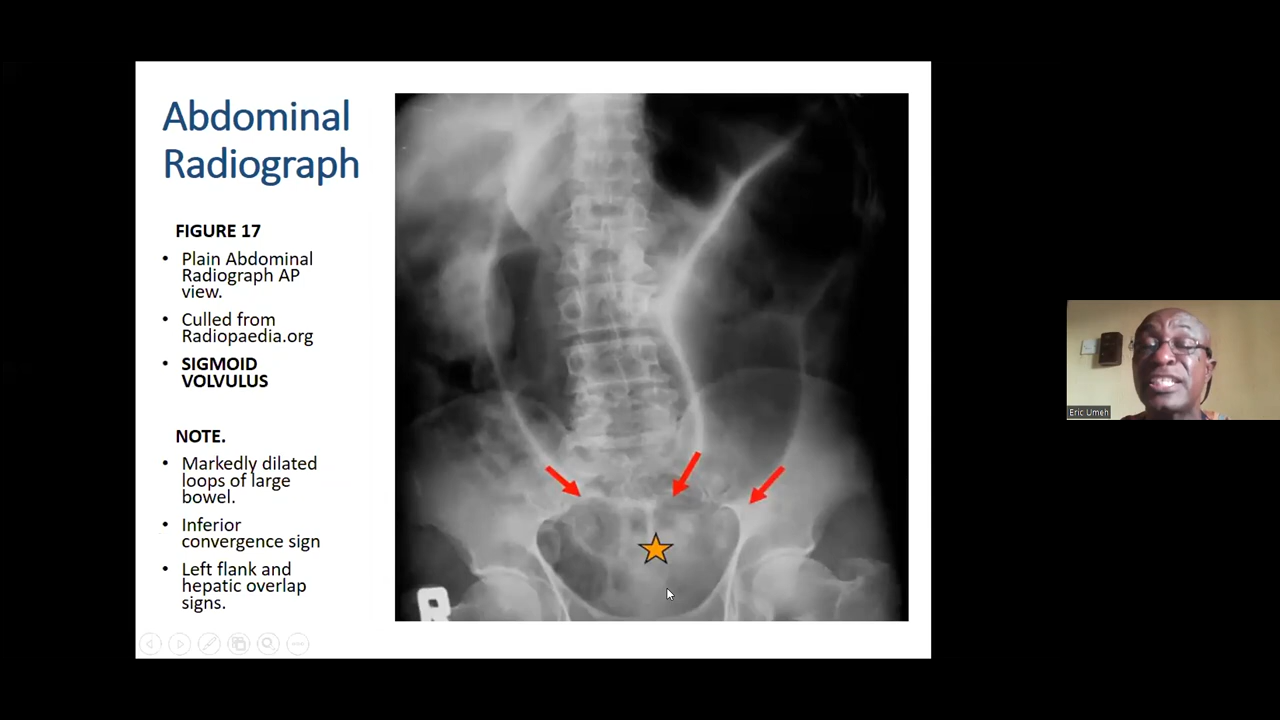 Abdominal
Radiograph
FIGURE 17
• Plain Abdominal
Radiograph AP
view.
• Culled from
Radiopaedia.org
• SIGMOID
VOLVULUS
NOTE.
• Markedly dilated
loops of large
bowel.
• Inferior
convergence sign
• Left flank and
hepatic overlap
signs.
R
Eric Umeh